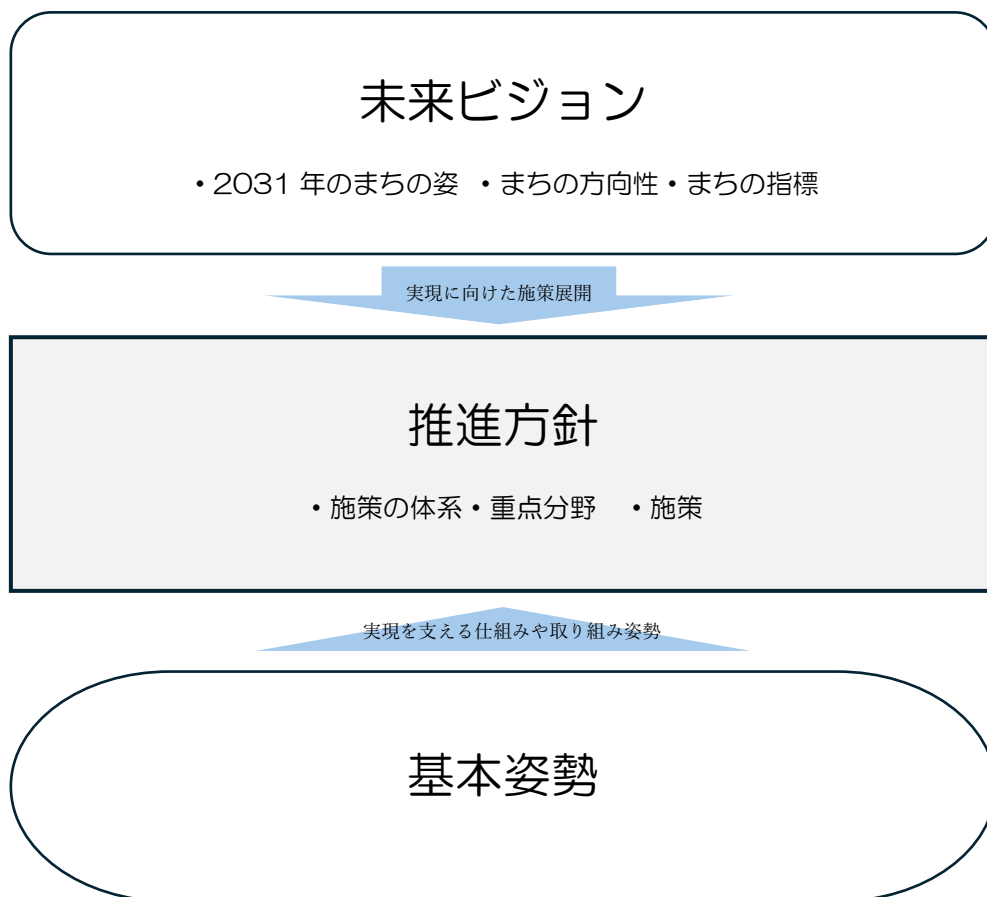 未来ビジョン
・2031 年のまちの姿 ・まちの方向性・まちの指標
実現に向けた施策展開
推進方針
・施策の体系・重点分野 ・施策
実現を支える仕組みや取り組み姿勢
基本姿勢